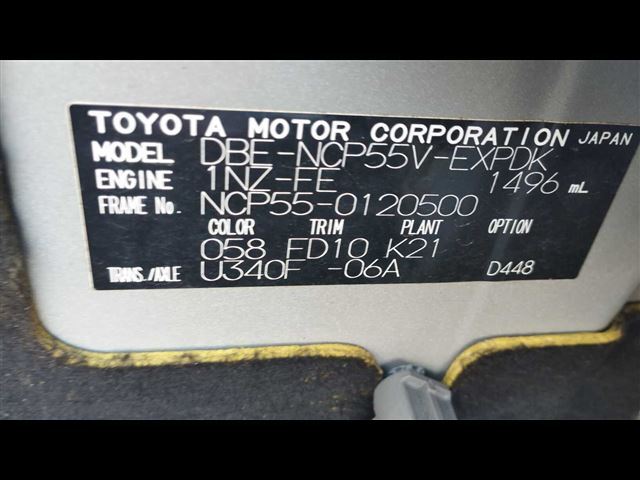 TOYOTA MOTOR CORPORATION JAPAN
MODEL DBE-NCP55V-EXPDK
ENGINE 1NZ-FE 1496 mL
FRAME No. NCP55-0120500
COLOR TRIM PLANT OPTION
058 FD10 K21
TRANS./AXLE U340F -06A D448